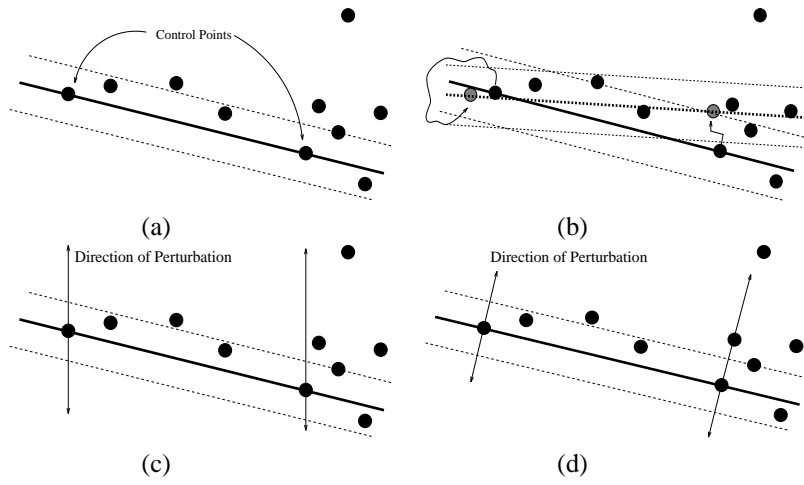 Control Points
(a)
(b)
Direction of Perturbation
Direction of Perturbation
(c)
(d)